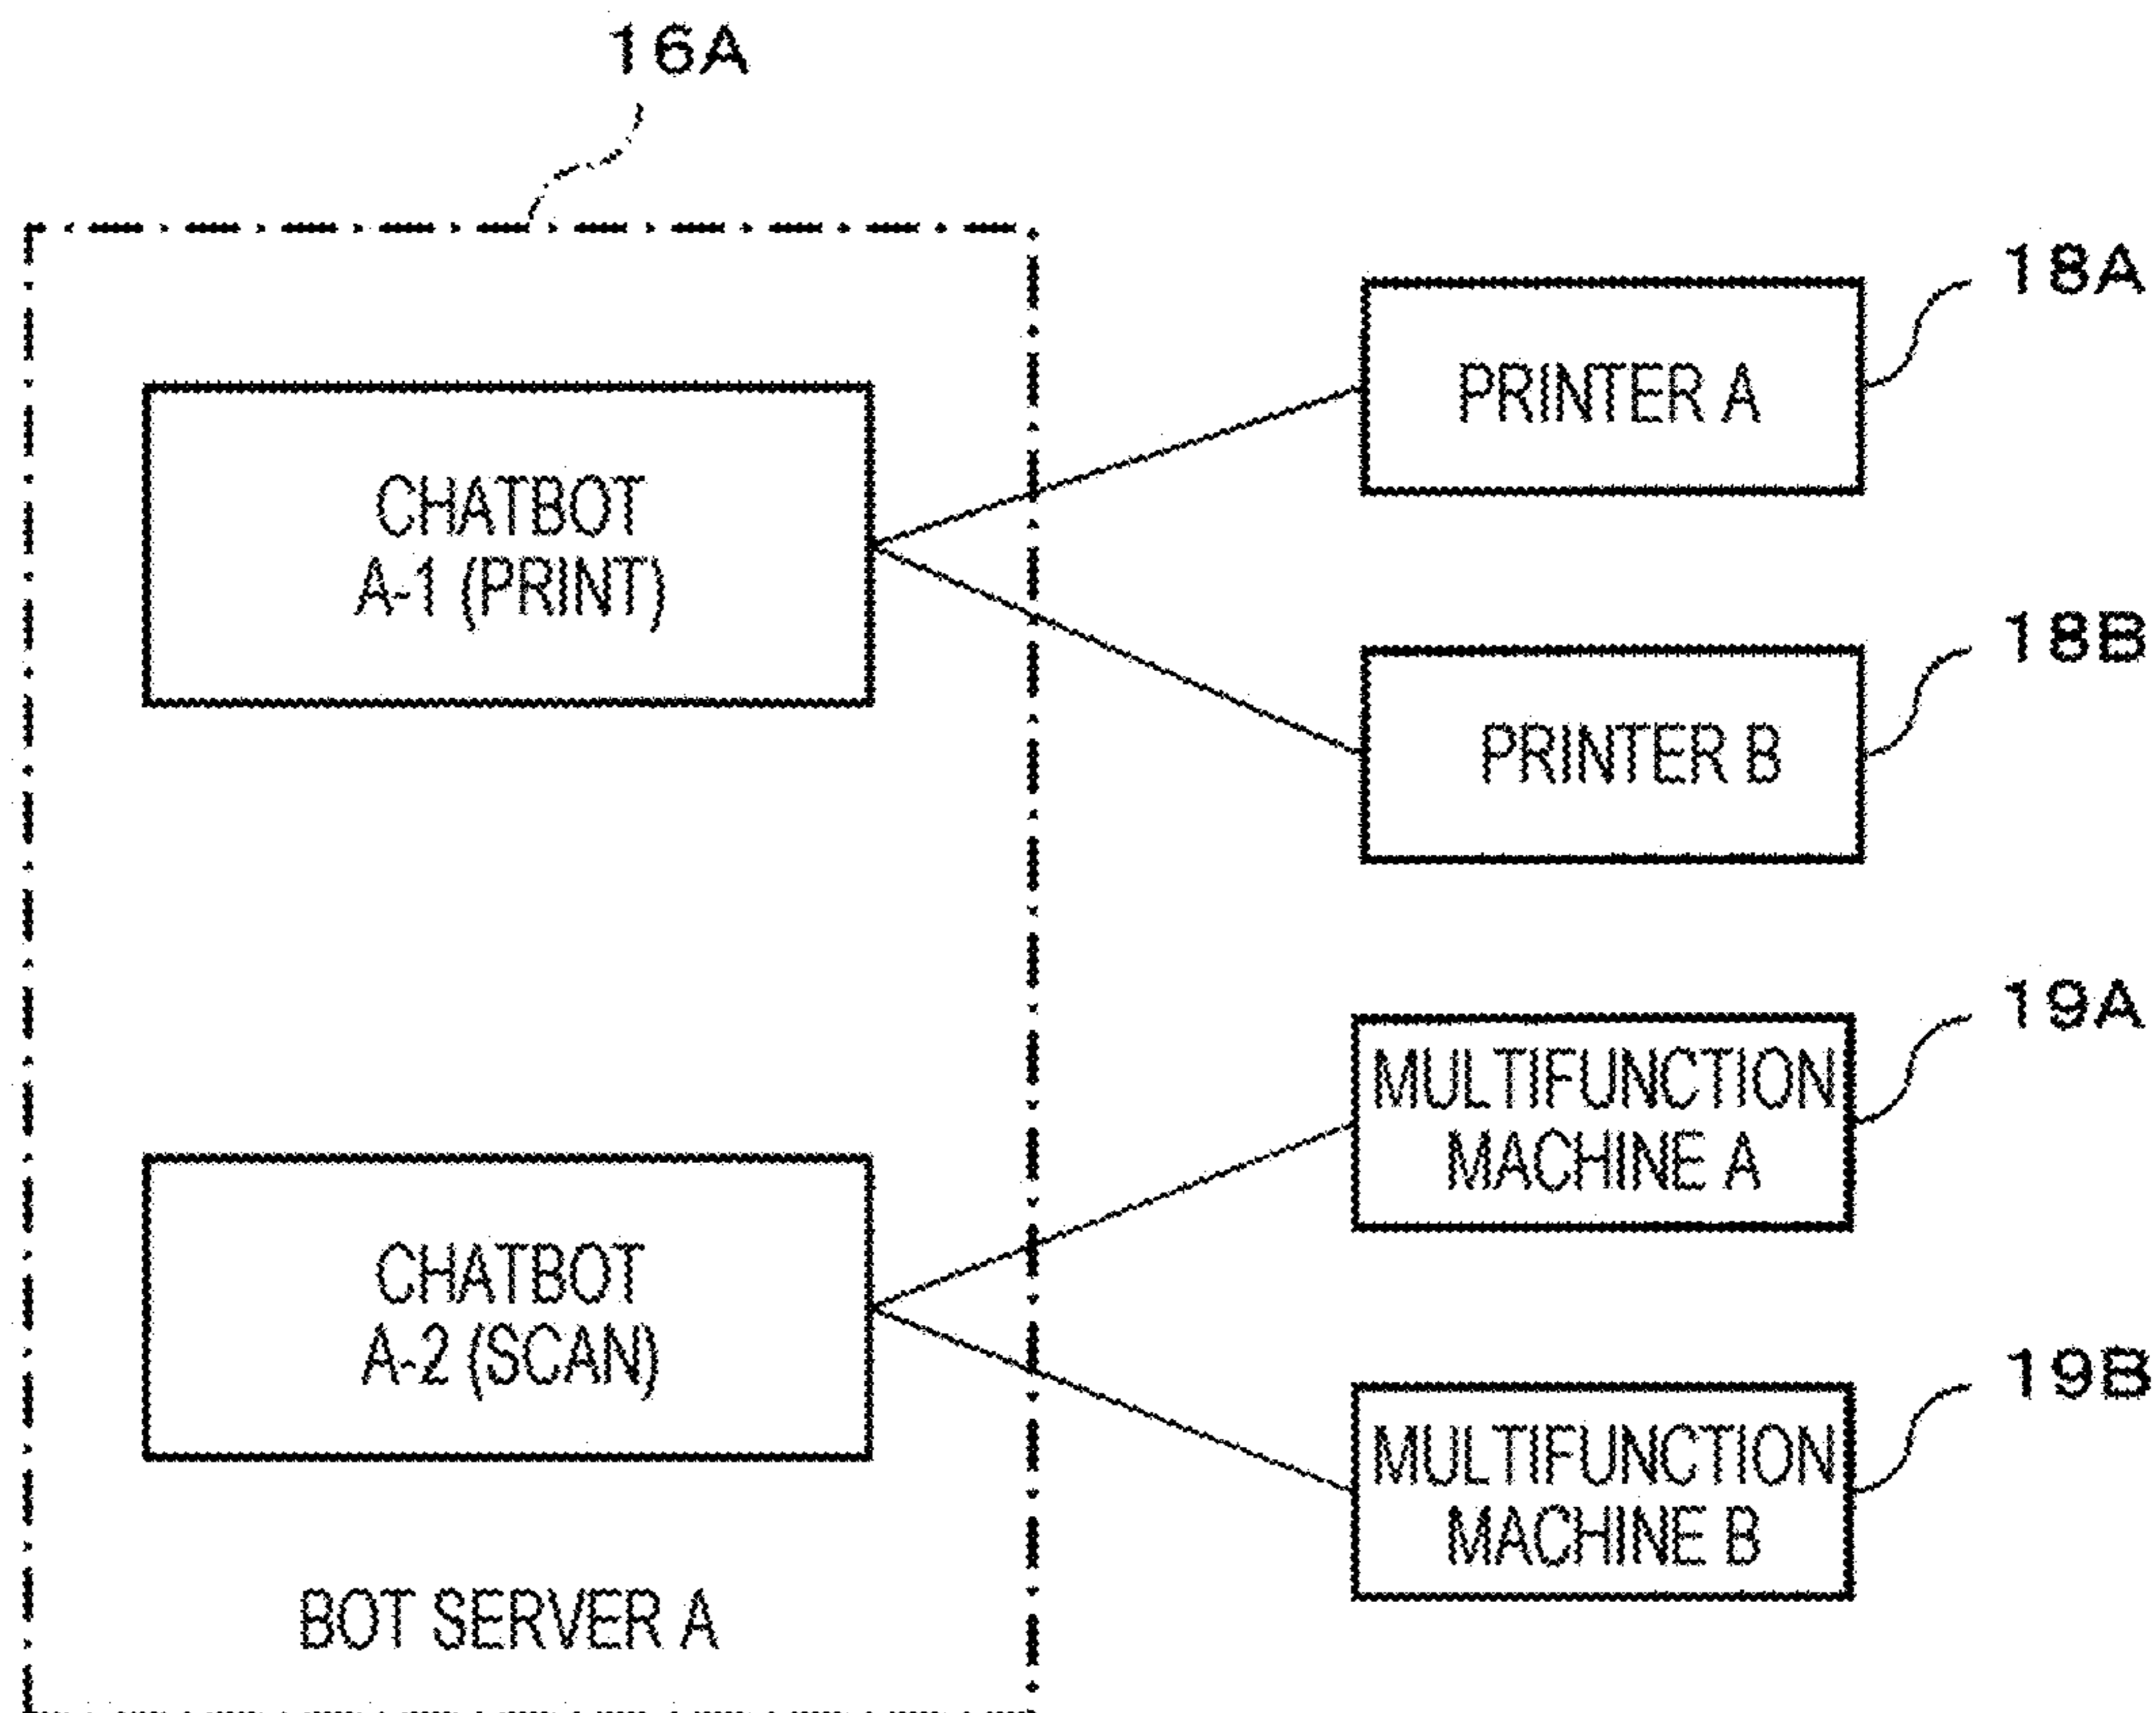 16A
18A
PRINTER A
CHATBOT
A-1 (PRINT)
18B
PRINTER B
19A
MULTIFUNCTION
MACHINE A
CHATBOT
A-2 (SCAN)
19B
MULTIFUNCTION
MACHINE B
BOT SERVER A